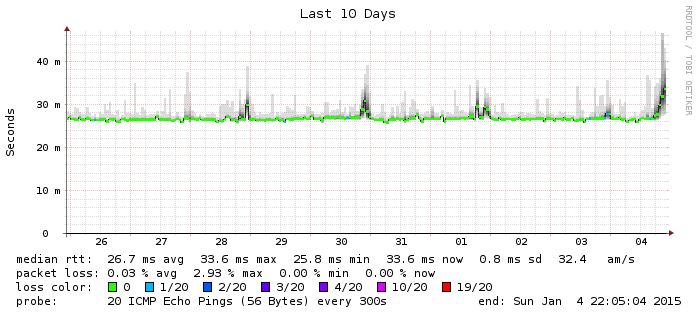 Last 10 Days
RRDTOOL / TOBI OETIKER
Seconds
40 m
30 m
20 m
10 m
0
26 27 28 29 30 31 01 02 03 04
median rtt: 26.7 ms avg 33.6 ms max 25.8 ms min 33.6 ms now 0.8 ms sd 32.4 am/s
packet loss: 0.03 % avg 2.93 % max 0.00 % min 0.00 % now
loss color: 0 1/20 2/20 3/20 4/20 10/20 19/20
probe: 20 ICMP Echo Pings (56 Bytes) every 300s end: Sun Jan 4 22:05:04 2015